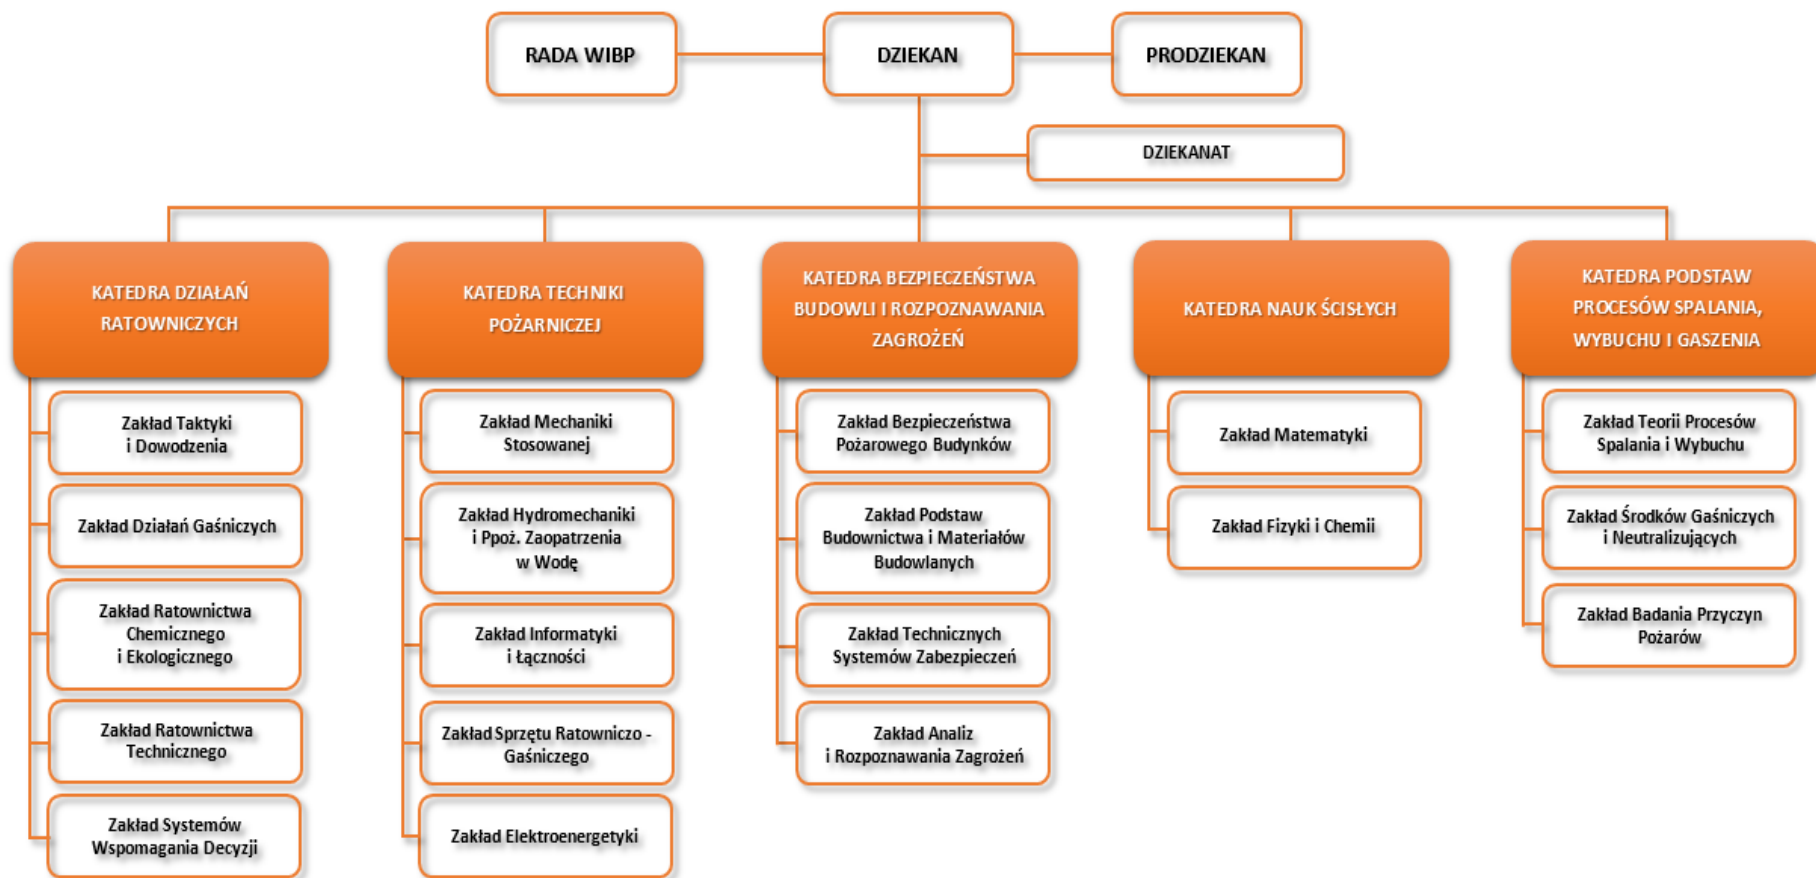 RADA WIBP
DZIEKAN
PRODZIEKAN
DZIEKANAT
KATEDRA DZIAŁAŃ
RATOWNICZYCH
Zakład Taktyki
i Dowodzenia
Zakład Działań Gaśniczych
Zakład Ratownictwa
Chemicznego
i Ekologicznego
Zakład Ratownictwa
Technicznego
Zakład Systemów
Wspomagania Decyzji
KATEDRA TECHNIKI
POŻARNICZEJ
Zakład Mechaniki
Stosowanej
Zakład Hydromechaniki
i Ppoż. Zaopatrzenia
w Wodę
Zakład Informatyki
i Łączności
Zakład Sprzętu Ratowniczo -
Gaśniczego
Zakład Elektroenergetyki
KATEDRA BEZPIECZEŃSTWA
BUDOWLI I ROZPOZNAWANIA
ZAGROŻEŃ
Zakład Bezpieczeństwa
Pożarowego Budynków
Zakład Podstaw
Budownictwa i Materiałów
Budowlanych
Zakład Technicznych
Systemów Zabezpieczeń
Zakład Analiz
i Rozpoznawania Zagrożeń
KATEDRA NAUK ŚCISŁYCH
Zakład Matematyki
Zakład Fizyki i Chemii
KATEDRA PODSTAW
PROCESÓW SPALANIA,
WYBUCHU I GASZENIA
Zakład Teorii Procesów
Spalania i Wybuchu
Zakład Środków Gaśniczych
i Neutralizujących
Zakład Badania Przyczyn
Pożarów